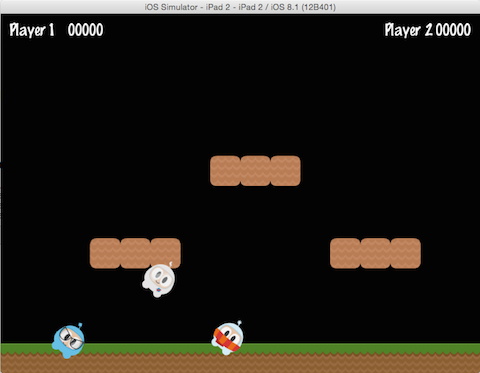 iOS Simulator - iPad 2 - iPad 2 / iOS 8.1 (12B401)
Player 1 00000 Player 2 00000